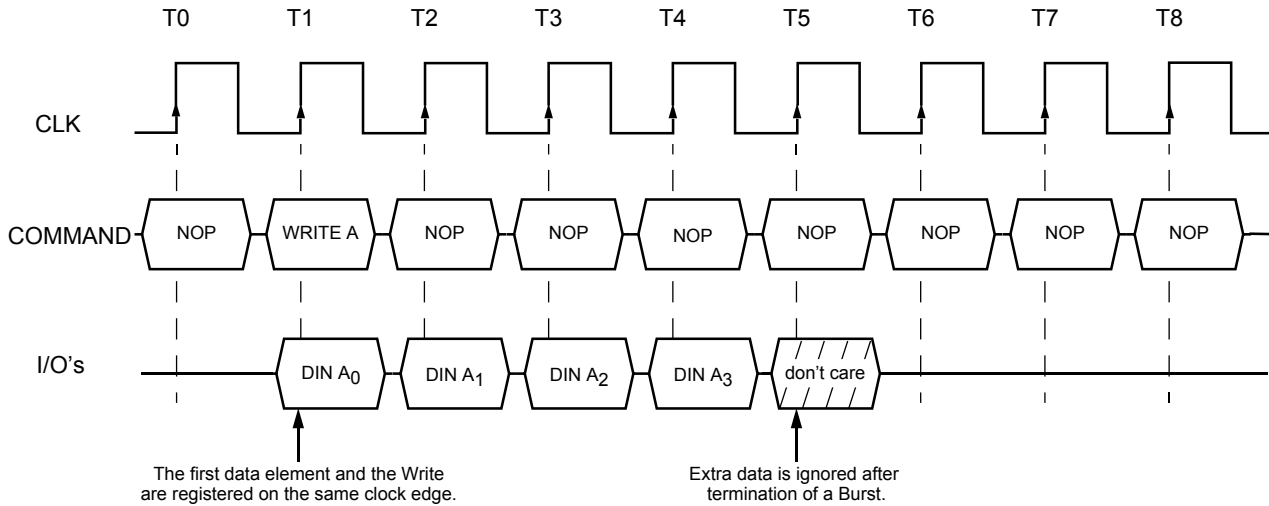 T0 T1 T2 T3 T4 T5 T6 T7 T8
CLK
COMMAND NOP WRITE A NOP NOP NOP NOP NOP NOP NOP
I/O's DIN A0 DIN A1 DIN A2 DIN A3 don't care
The first data element and the Write
are registered on the same clock edge.
Extra data is ignored after
termination of a Burst.